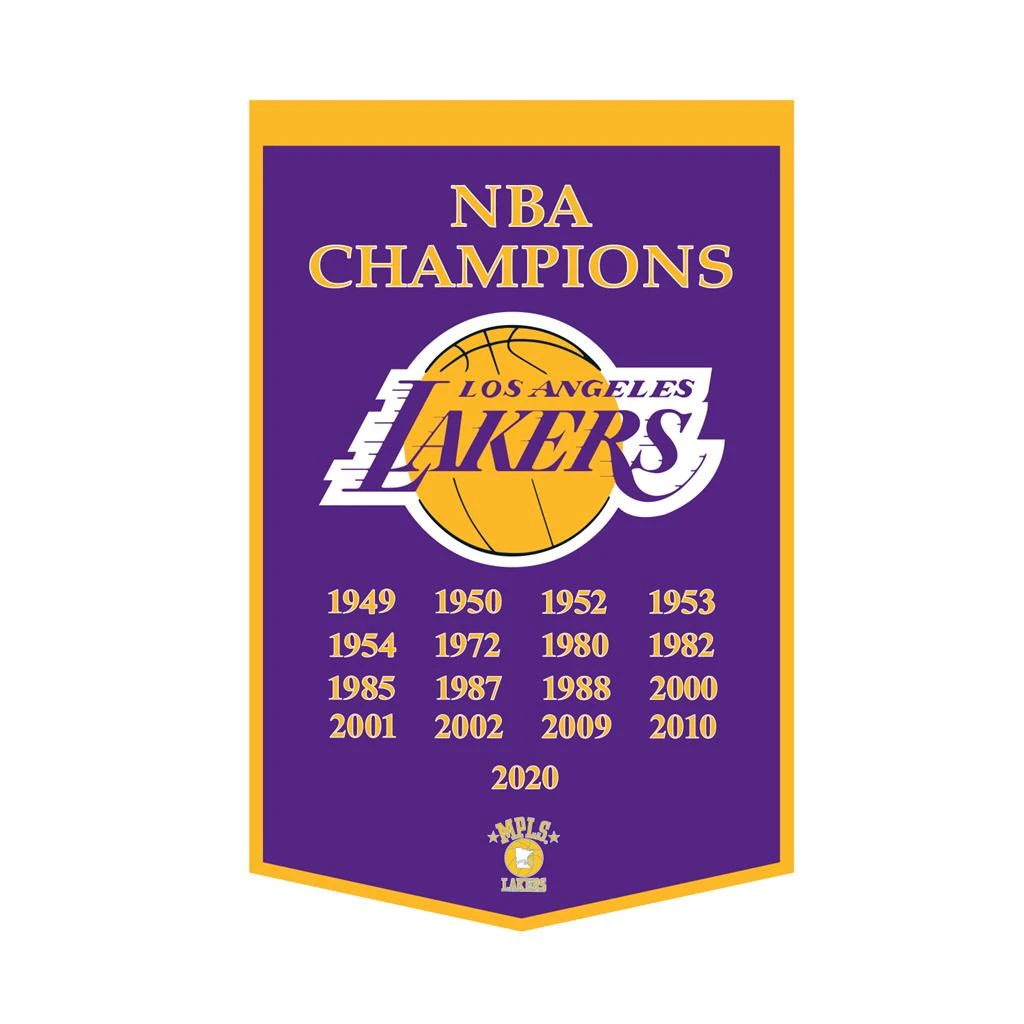 NBA
CHAMPIONS
LOS ANGELES
LAKERS
1949 1950 1952 1953
1954 1972 1980 1982
1985 1987 1988 2000
2001 2002 2009 2010
2020
MPLS.
LAKERS